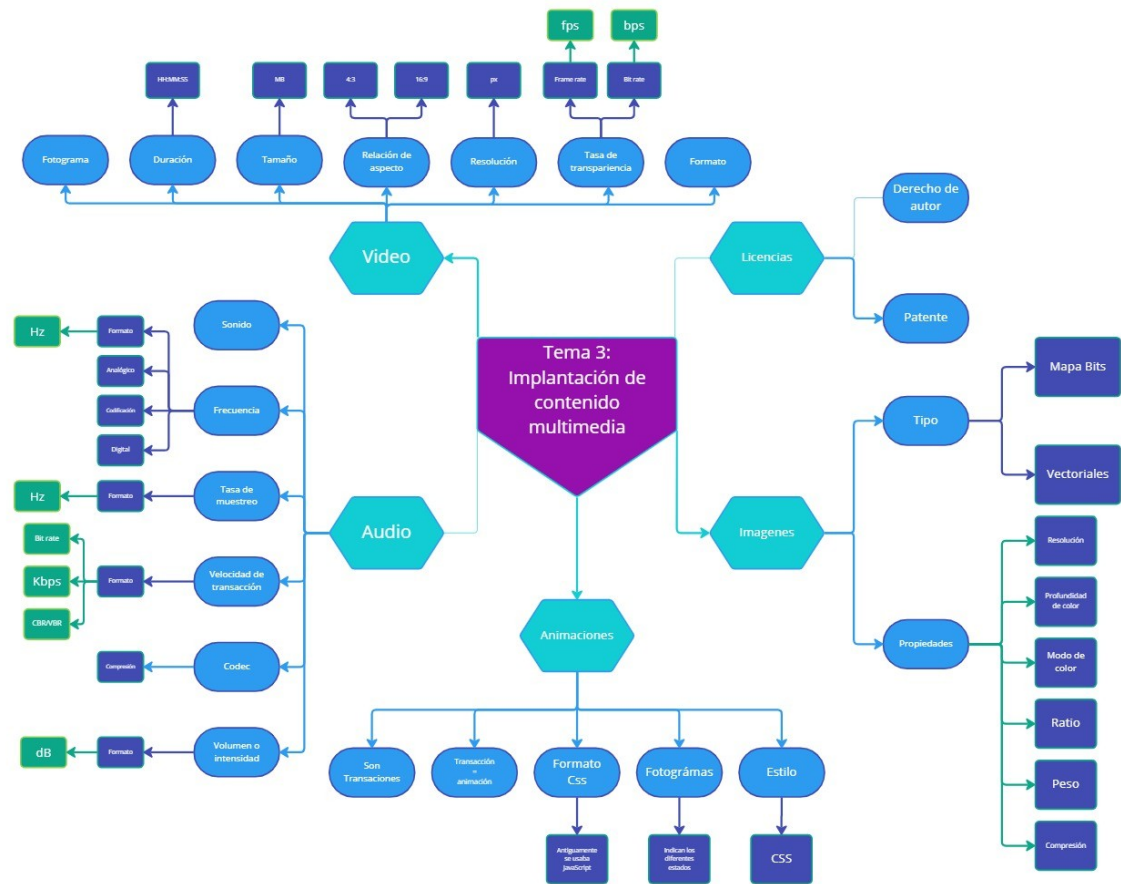 fps
bps
HH:MM:SS
MB
4:3
16:9
px
Frame rate
Bit rate
Fotograma
Duración
Tamaño
Relación de
aspecto
Resolución
Tasa de
transpariencia
Formato
Video
Licencias
Derecho de
autor
Patente
Tema 3:
Implantación de
contenido
multimedia
Sonido
Hz
Formato
Analógico
Codificación
Digital
Frecuencia
Hz
Formato
Tasa de
muestreo
Audio
Bit rate
Kbps
CBR/VBR
Formato
Velocidad de
transacción
Compresión
Codec
dB
Formato
Volumen o
intensidad
Imagenes
Tipo
Mapa Bits
Vectoriales
Propiedades
Resolución
Profundidad
de color
Modo de
color
Ratio
Peso
Compresión
Animaciones
Son
Transaciones
Transacción
animación
Formato
Css
Fotográmas
Estilo
Antiguamente
se usaba
JavaScript
Indican los
diferentes
estados
CSS